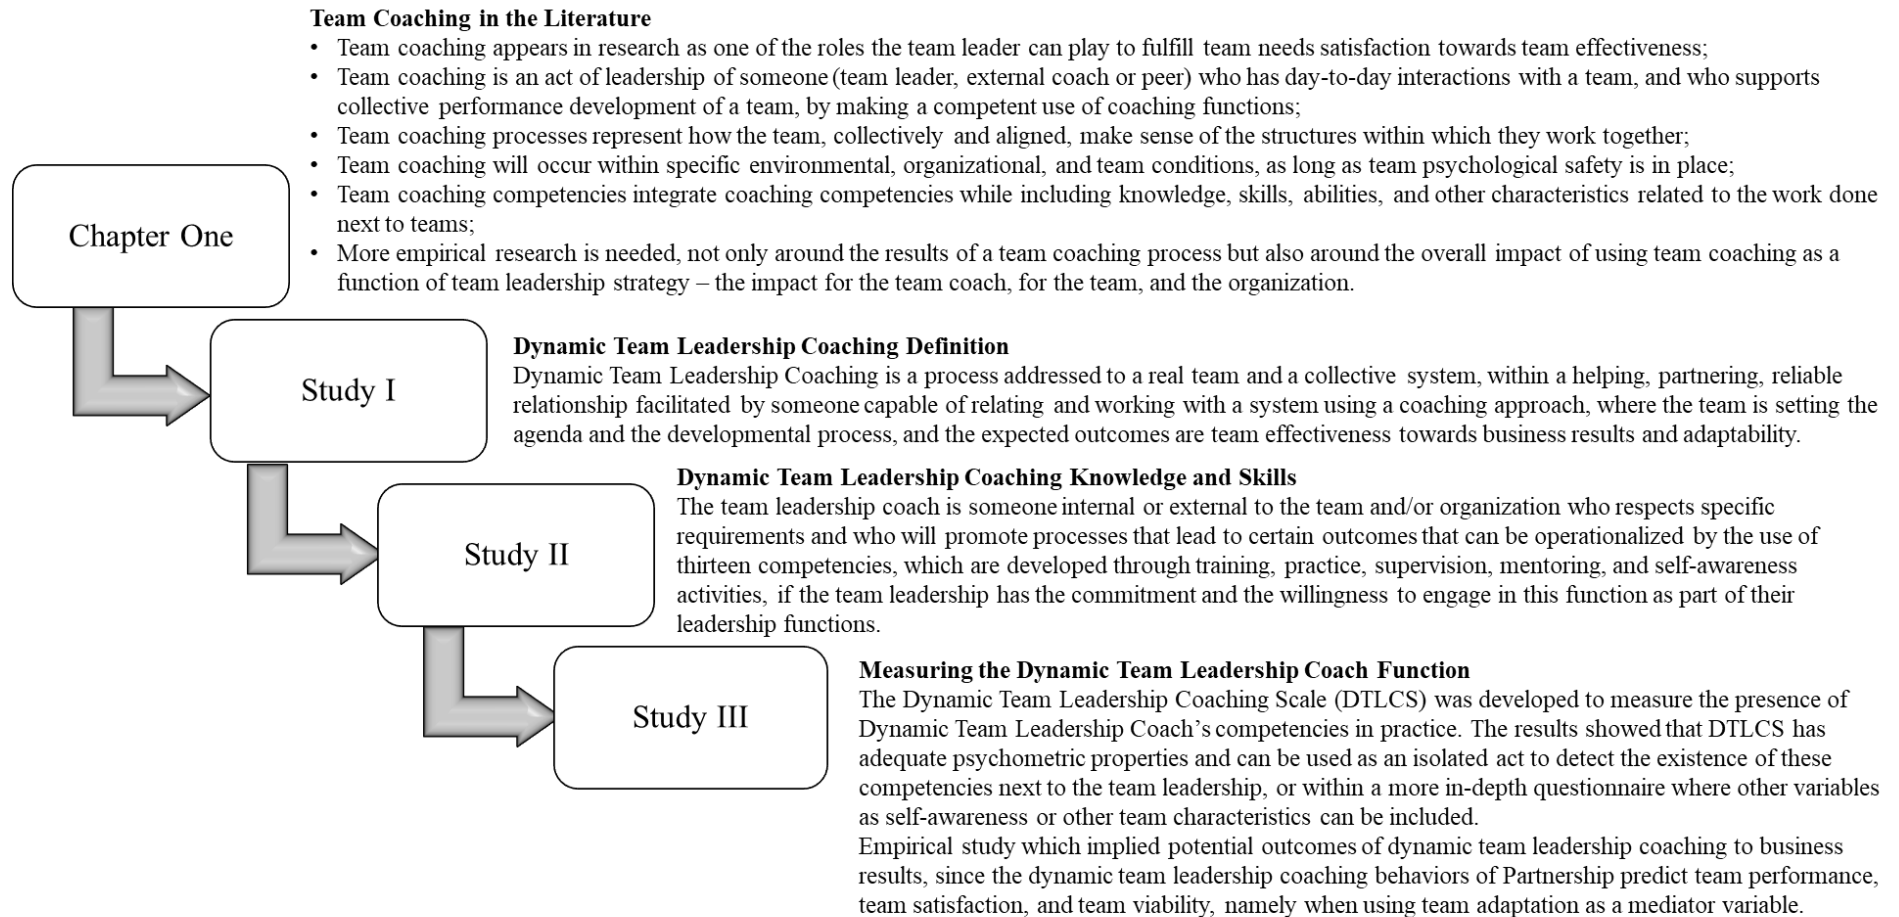 Team Coaching in the Literature
• Team coaching appears in research as one of the roles the team leader can play to fulfill team needs satisfaction towards team effectiveness;
• Team coaching is an act of leadership of someone (team leader, external coach or peer) who has day-to-day interactions with a team, and who supports
collective performance development of a team, by making a competent use of coaching functions;
• Team coaching processes represent how the team, collectively and aligned, make sense of the structures within which they work together;
• Team coaching will occur within specific environmental, organizational, and team conditions, as long as team psychological safety is in place;
• Team coaching competencies integrate coaching competencies while including knowledge, skills, abilities, and other characteristics related to the work done
next to teams;
• More empirical research is needed, not only around the results of a team coaching process but also around the overall impact of using team coaching as a
function of team leadership strategy – the impact for the team coach, for the team, and the organization.
Chapter One
Dynamic Team Leadership Coaching Definition
Dynamic Team Leadership Coaching is a process addressed to a real team and a collective system, within a helping, partnering, reliable
relationship facilitated by someone capable of relating and working with a system using a coaching approach, where the team is setting the
agenda and the developmental process, and the expected outcomes are team effectiveness towards business results and adaptability.
Study I
Dynamic Team Leadership Coaching Knowledge and Skills
The team leadership coach is someone internal or external to the team and/or organization who respects specific
requirements and who will promote processes that lead to certain outcomes that can be operationalized by the use of
thirteen competencies, which are developed through training, practice, supervision, mentoring, and self-awareness
activities, if the team leadership has the commitment and the willingness to engage in this function as part of their
leadership functions.
Study II
Measuring the Dynamic Team Leadership Coach Function
The Dynamic Team Leadership Coaching Scale (DTLCS) was developed to measure the presence of
Dynamic Team Leadership Coach's competencies in practice. The results showed that DTLCS has
adequate psychometric properties and can be used as an isolated act to detect the existence of these
competencies next to the team leadership, or within a more in-depth questionnaire where other variables
as self-awareness or other team characteristics can be included.
Empirical study which implied potential outcomes of dynamic team leadership coaching to business
results, since the dynamic team leadership coaching behaviors of Partnership predict team performance,
team satisfaction, and team viability, namely when using team adaptation as a mediator variable.
Study III